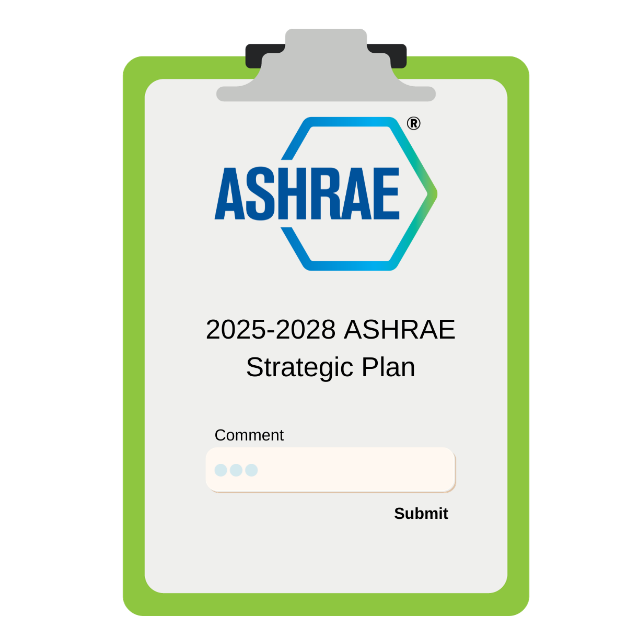 ASHRAE®
2025-2028 ASHRAE
Strategic Plan
Comment
Submit